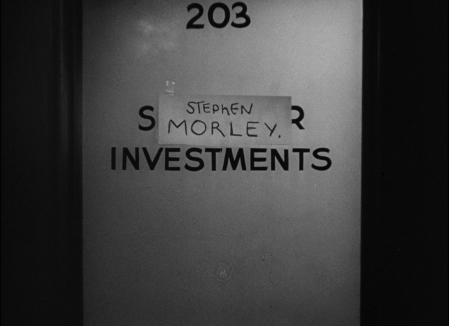 203
STEPHEN
S MORLEY. R
INVESTMENTS